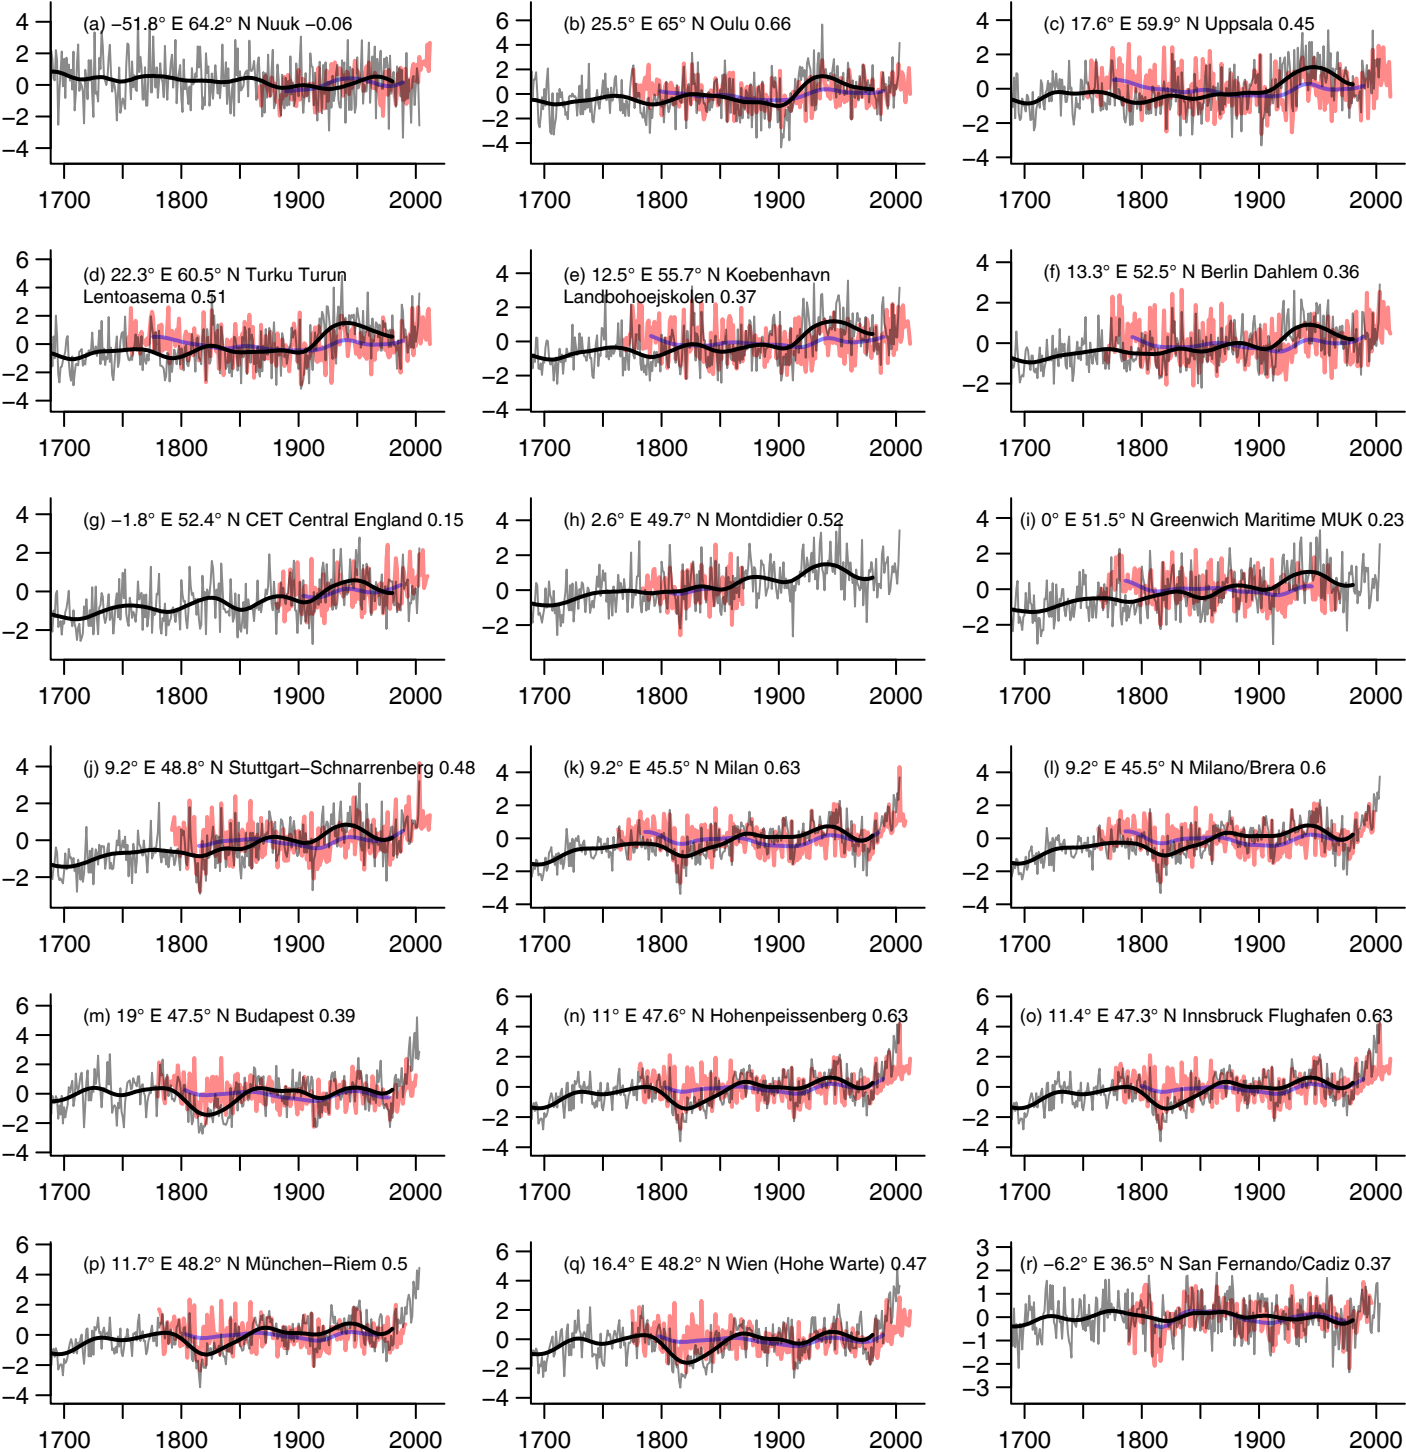 (a) −51.8° E 64.2° N Nuuk −0.06
4
2
0
−2
−4
1700 1800 1900 2000
(b) 25.5° E 65° N Oulu 0.66
6
4
2
0
−4
1700 1800 1900 2000
(c) 17.6° E 59.9° N Uppsala 0.45
4
2
0
−2
−4
1700 1800 1900 2000
(d) 22.3° E 60.5° N Turku Turun
Lentoasema 0.51
6
4
2
0
−2
−4
1700 1800 1900 2000
(e) 12.5° E 55.7° N Koebenhavn
Landbohoejskolen 0.37
4
2
0
−2
−4
1700 1800 1900 2000
(f) 13.3° E 52.5° N Berlin Dahlem 0.36
4
2
0
−2
1700 1800 1900 2000
(g) −1.8° E 52.4° N CET Central England 0.15
4
2
0
−2
1700 1800 1900 2000
(h) 2.6° E 49.7° N Montdidier 0.52
4
2
0
−2
1700 1800 1900 2000
(i) 0° E 51.5° N Greenwich Maritime MUK 0.23
4
2
0
−2
1700 1800 1900 2000
(j) 9.2° E 48.8° N Stuttgart−Schnarrenberg 0.48
4
2
0
−2
1700 1800 1900 2000
(k) 9.2° E 45.5° N Milan 0.63
4
2
0
−2
−4
1700 1800 1900 2000
(l) 9.2° E 45.5° N Milano/Brera 0.6
4
2
0
−2
−4
1700 1800 1900 2000
(m) 19° E 47.5° N Budapest 0.39
6
4
2
0
−2
−4
1700 1800 1900 2000
(n) 11° E 47.6° N Hohenpeissenberg 0.63
6
4
2
0
−2
−4
1700 1800 1900 2000
(o) 11.4° E 47.3° N Innsbruck Flughafen 0.63
6
4
2
0
−2
−4
1700 1800 1900 2000
(p) 11.7° E 48.2° N München−Riem 0.5
6
4
2
0
−2
−4
1700 1800 1900 2000
(q) 16.4° E 48.2° N Wien (Hohe Warte) 0.47
6
4
2
0
−2
−4
1700 1800 1900 2000
(r) −6.2° E 36.5° N San Fernando/Cadiz 0.37
3
2
1
0
−1
−2
−3
1700 1800 1900 2000